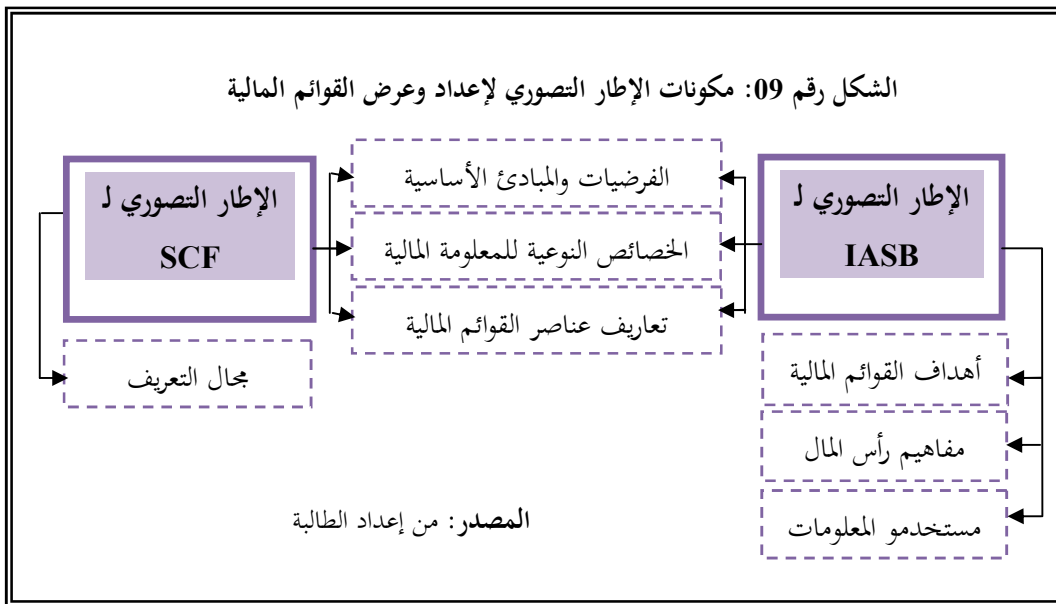 الشكل رقم 09: مكونات الإطار التصوري لإعداد وعرض القوائم المالية
الإطار التصوري لـ
IASB
الفرضيات والمبادئ الأساسية
الخصائص النوعية للمعلومة المالية
تعاريف عناصر القوائم المالية
الإطار التصوري لـ
SCF
أهداف القوائم المالية
مفاهيم رأس المال
مستخدمو المعلومات
مجال التعريف
المصدر: من إعداد الطالبة